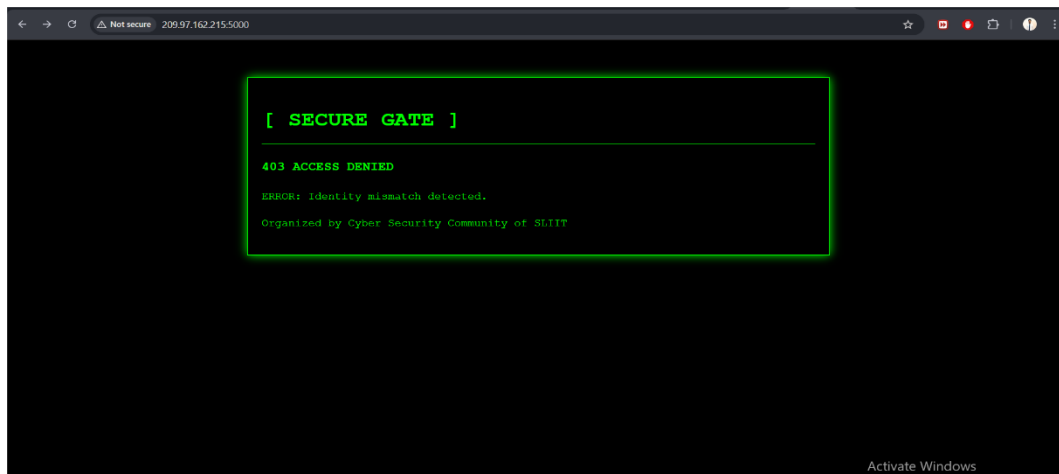 Not secure 209.97.162.215:5000
[ SECURE GATE ]
403 ACCESS DENIED
ERROR: Identity mismatch detected.
Organized by Cyber Security Community of SLIIT
Activate Windows